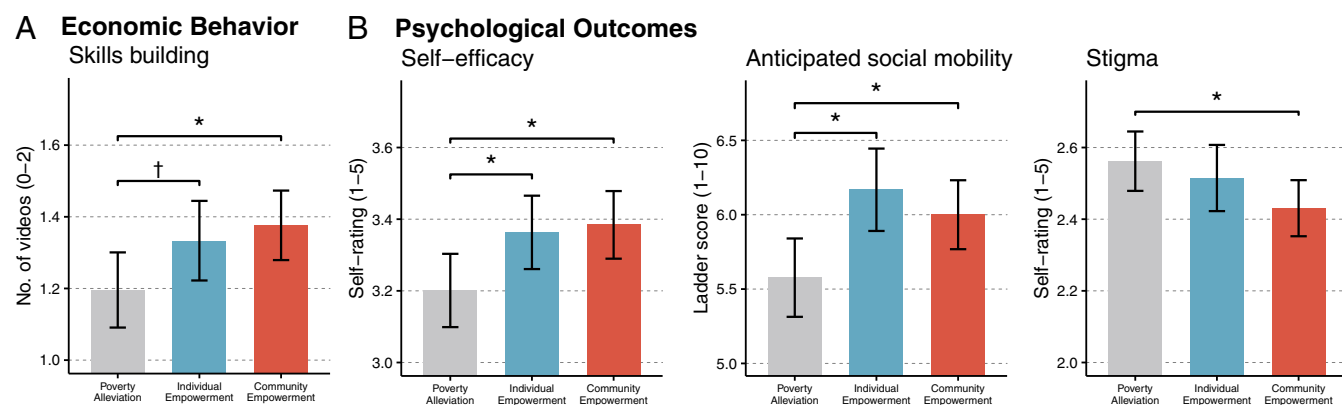 A Economic Behavior
Skills building
No. of videos (0−2)
1.6
1.4
1.2
1.0
*
†
Poverty
Alleviation
Individual
Empowerment
Community
Empowerment
B Psychological Outcomes
Self−efficacy
Self−rating (1−5)
3.6
3.4
3.2
3.0
*
*
Poverty
Alleviation
Individual
Empowerment
Community
Empowerment
Anticipated social mobility
Ladder score (1−10)
6.5
6.0
5.5
5.0
*
*
Poverty
Alleviation
Individual
Empowerment
Community
Empowerment
Stigma
Self−rating (1−5)
2.6
2.4
2.2
2.0
*
Poverty
Alleviation
Individual
Empowerment
Community
Empowerment